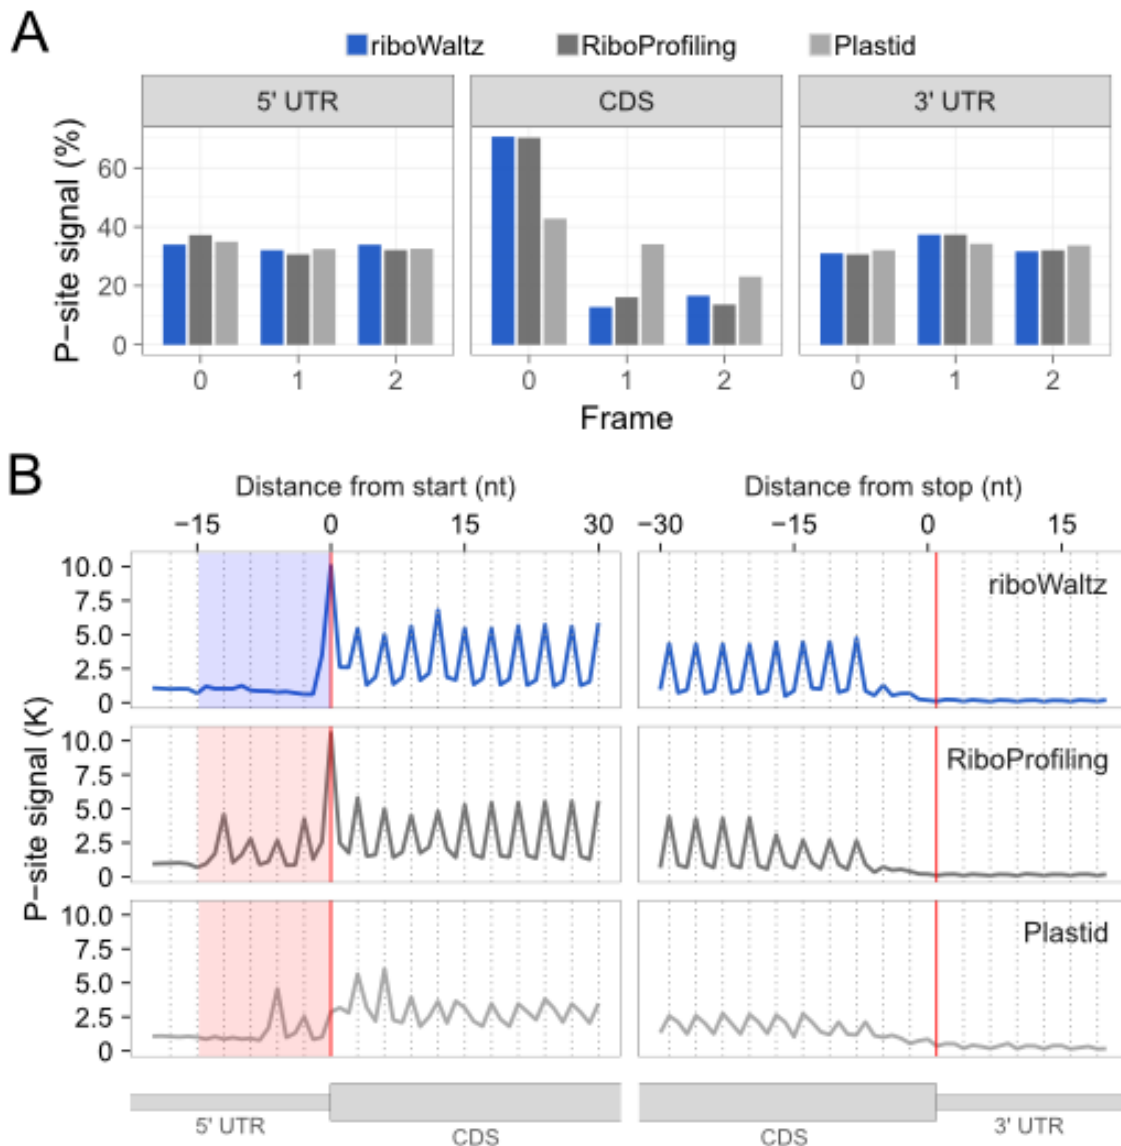 A
riboWaltz RiboProfiling Plastid
5' UTR CDS 3' UTR
P−site signal (%)
60
40
20
0
0 1 2 0 1 2 0 1 2
Frame
B
Distance from start (nt) Distance from stop (nt)
−15 0 15 30 −30 −15 0 15
P−site signal (K)
10.0
7.5
5.0
2.5
0
riboWaltz
10.0
7.5
5.0
2.5
0
RiboProfiling
10.0
7.5
5.0
2.5
0
Plastid
5' UTR CDS CDS 3' UTR